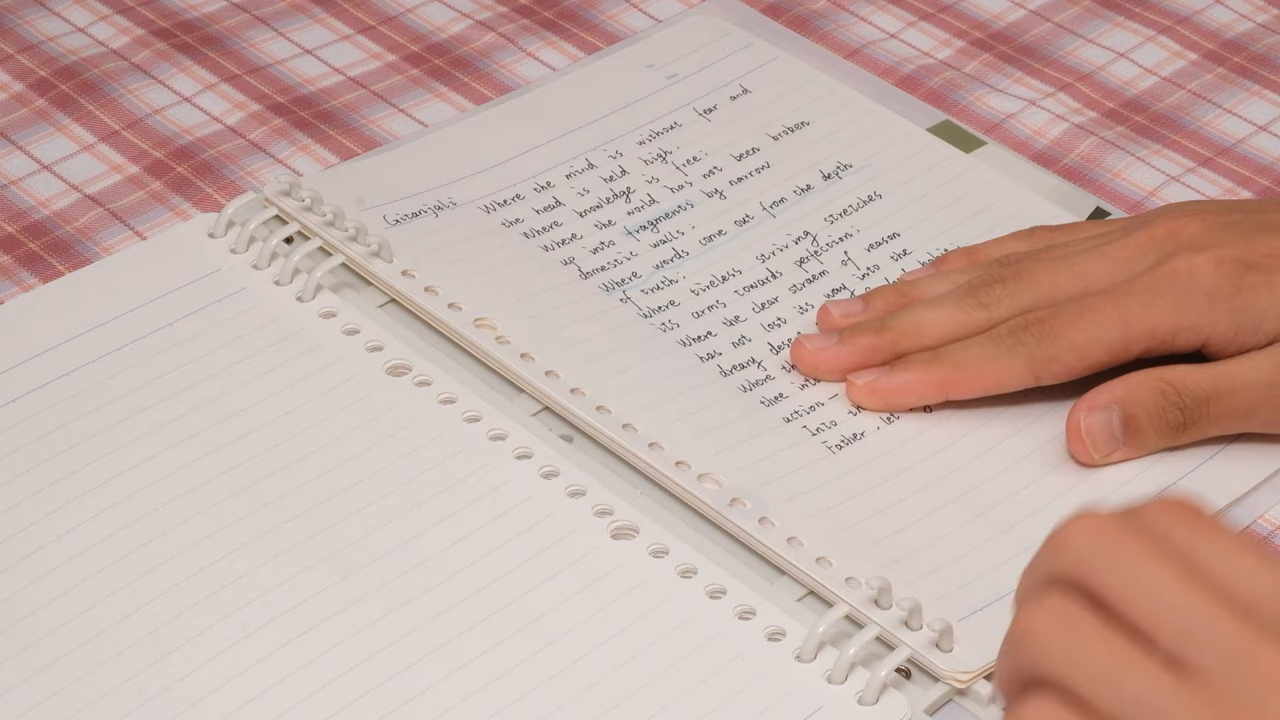 Gitanjali
Where the mind is without fear and
the head is held high.
Where knowledge is free;
Where the world has not been broken
up into fragments by narrow
domestic walls;
Where words come out from the depth
of truth;
Where tireless striving stretches
its arms towards perfection;
Where the clear straem of reason
has not lost its way into the
dreary
Where
thee
action –
Into
Father, let